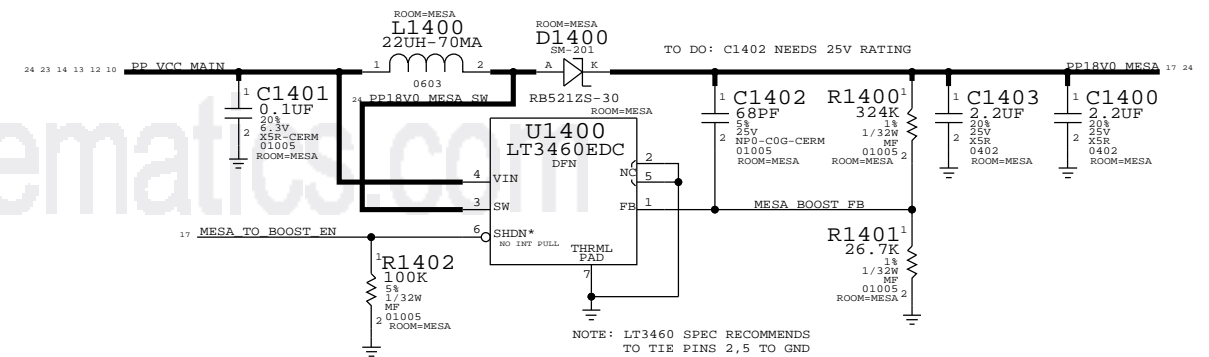 ROOM=MESA
L1400
22UH-70MA
1 2
0603
ROOM=MESA
D1400
SM-201
A K
RB521ZS-30
TO DO: C1402 NEEDS 25V RATING
24 23 14 13 12 10 PP_VCC_MAIN
24 PP18V0_MESA_SW
PP18V0_MESA 17 24
1 C1401
0.1UF
20%
6.3V
2 X5R-CERM
01005
ROOM=MESA
ROOM=MESA
U1400
LT3460EDC
DFN
4 VIN
3 SW
6 SHDN*
NO INT PULL
2
NC
5
FB 1
THRML
PAD
7
1 C1402
68PF
5%
2 25V
NP0-C0G-CERM
01005
ROOM=MESA
R1400 1
324K
1%
1/32W
MF
01005 2
ROOM=MESA
1 C1403
2.2UF
20%
2 25V
X5R
0402
ROOM=MESA
1 C1400
2.2UF
20%
2 25V
X5R
0402
ROOM=MESA
MESA_BOOST_FB
17 MESA_TO_BOOST_EN
1 R1402
100K
5%
1/32W
MF
2 01005
ROOM=MESA
R1401 1
26.7K
1%
1/32W
MF
01005 2
ROOM=MESA
NOTE: LT3460 SPEC RECOMMENDS
TO TIE PINS 2,5 TO GND
ematics.com